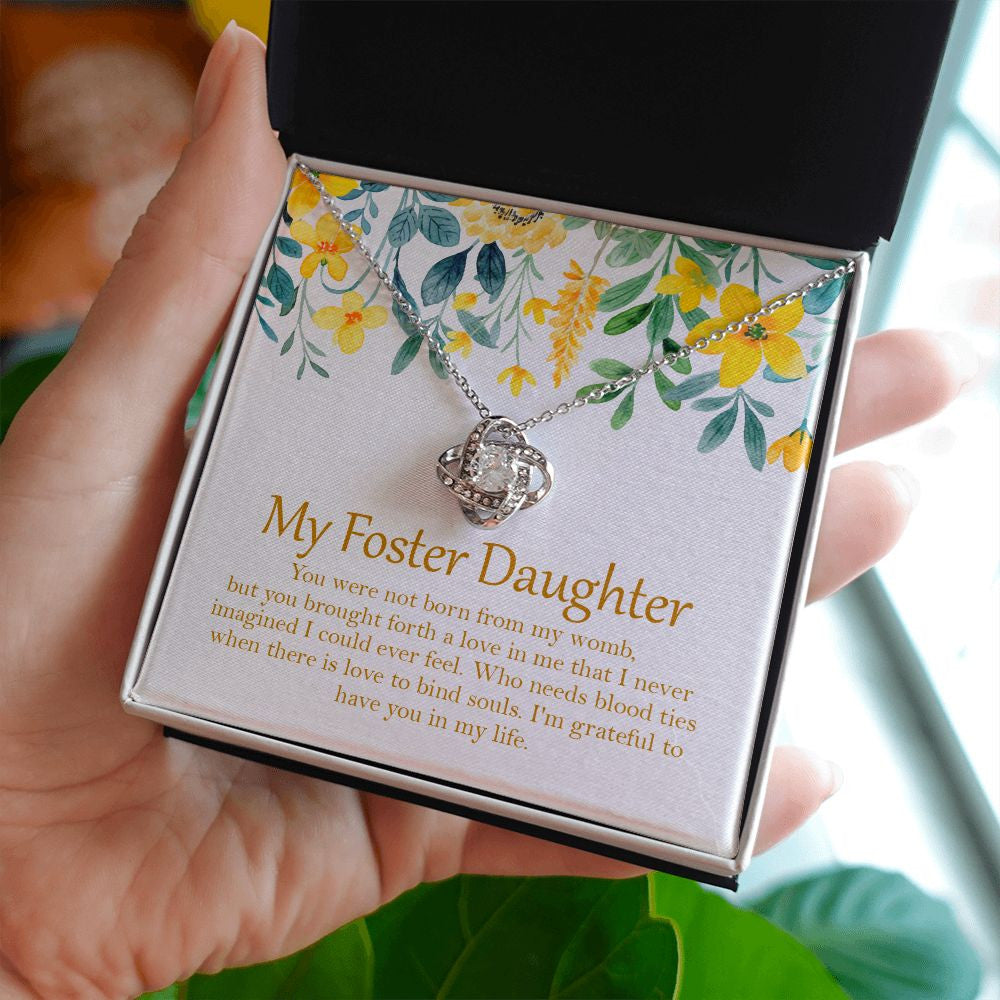 My Foster Daughter
You were not born from my womb,
but you brought forth a love in me that I never
imagined I could ever feel. Who needs blood ties
when there is love to bind souls. I'm grateful to
have you in my life.